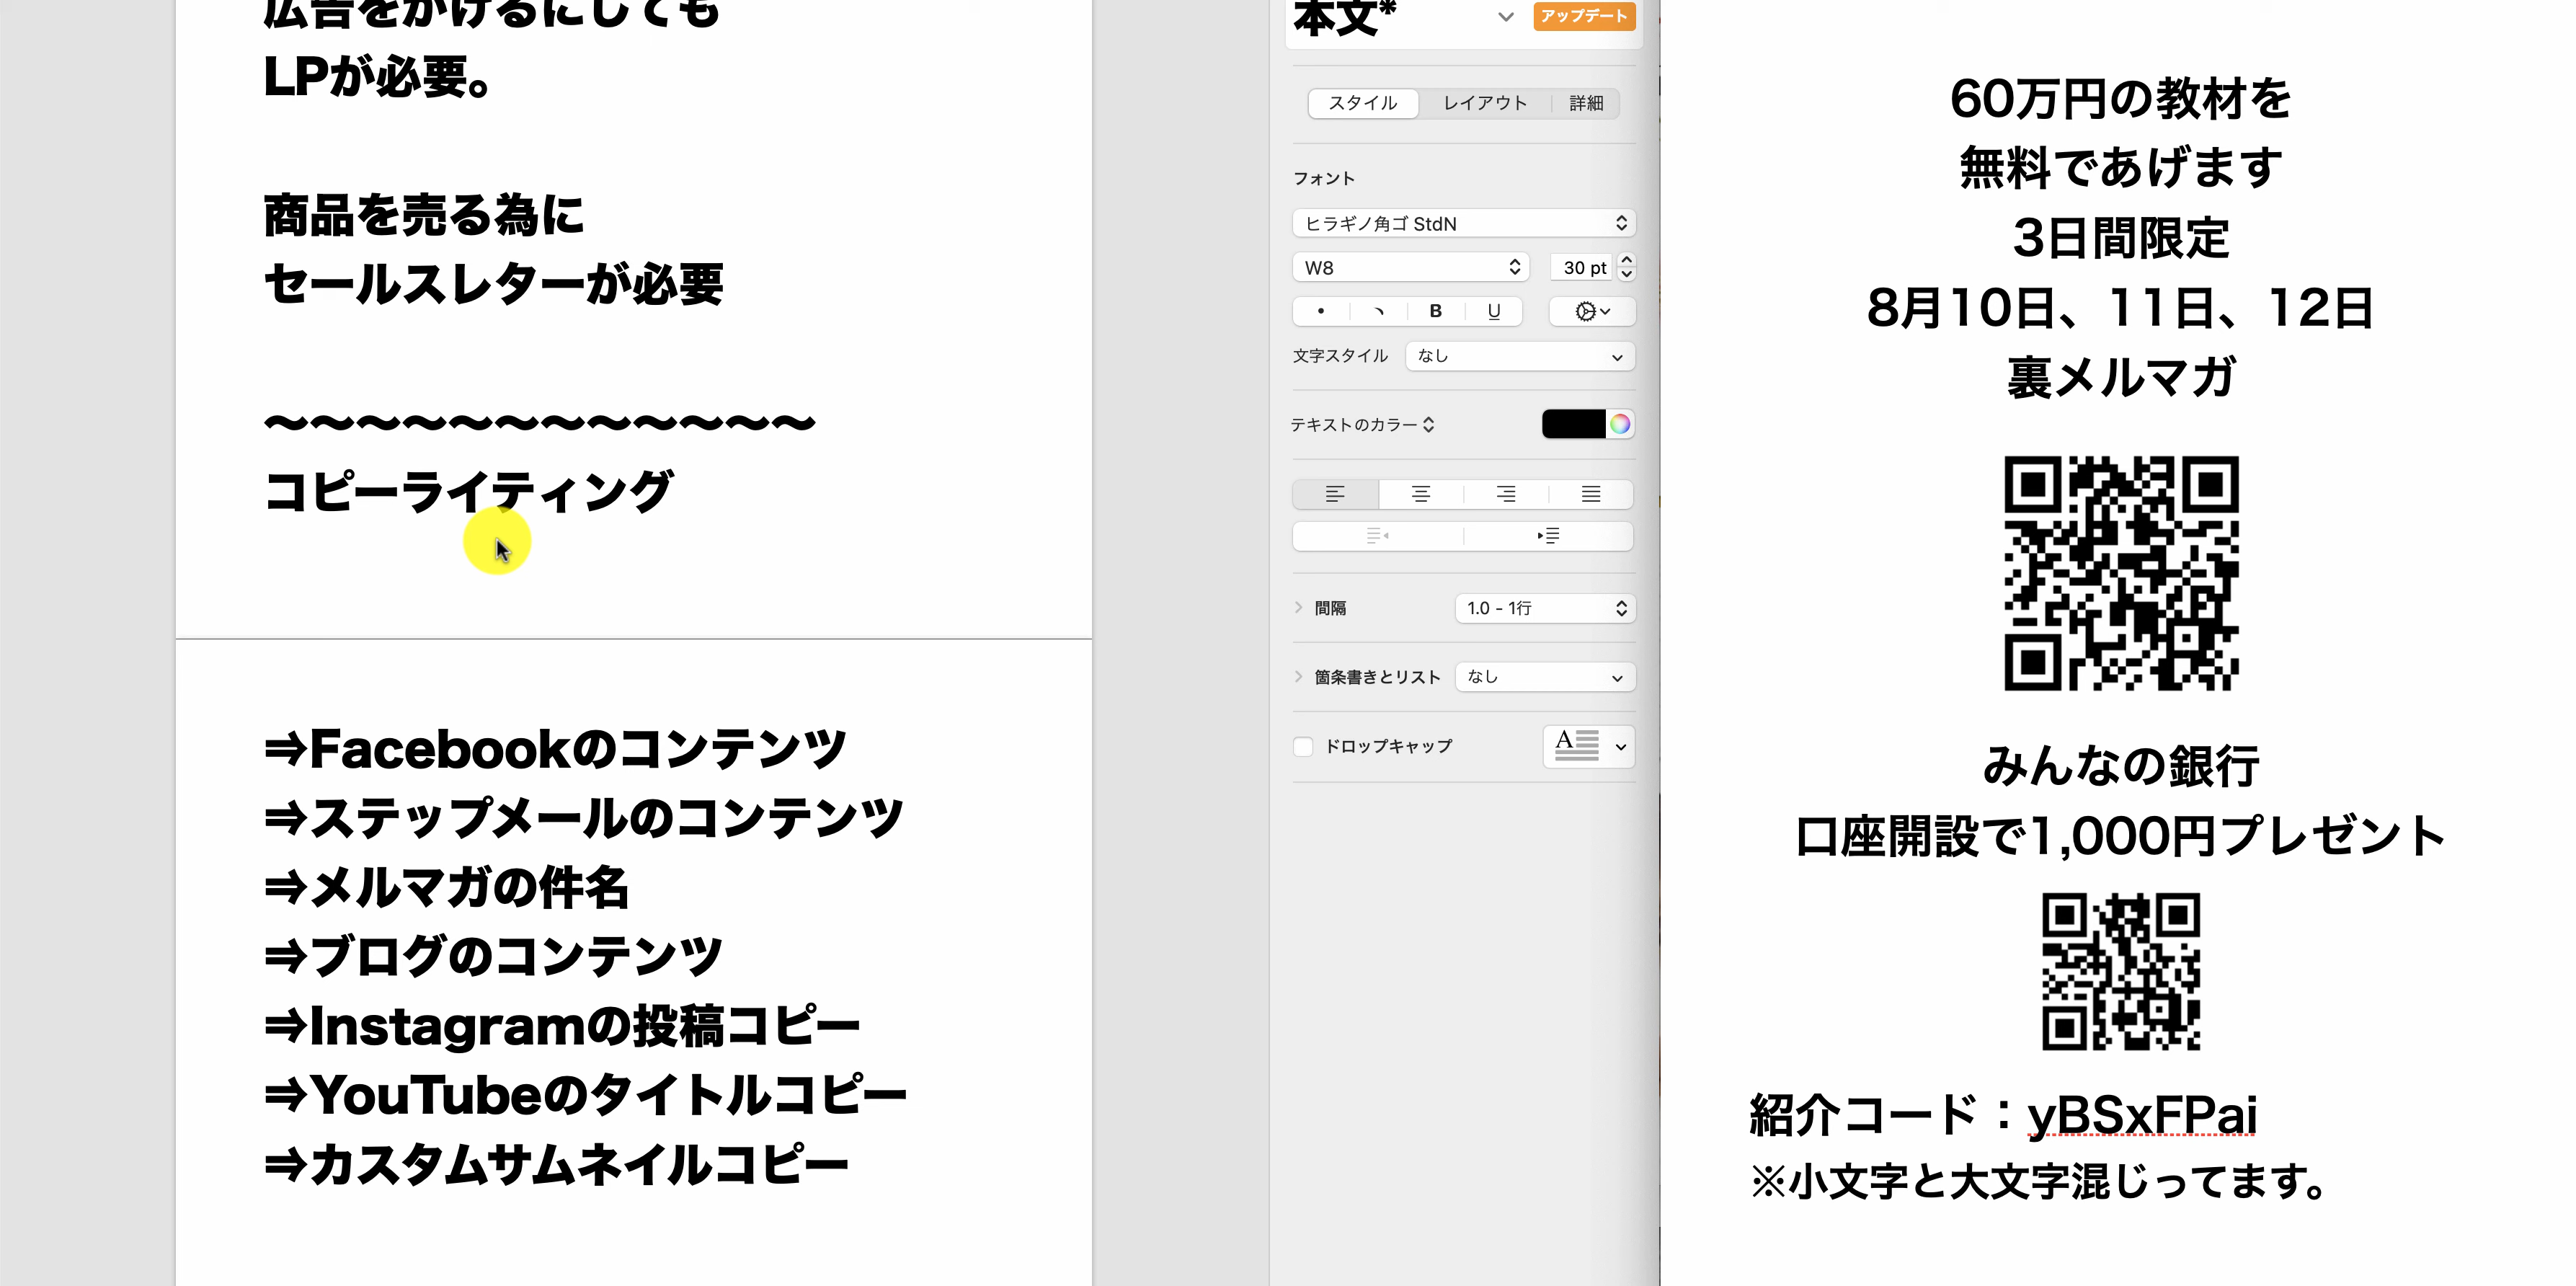 広告をかけるにしても
LPが必要。
商品を売る為に
セールスレターが必要
〜〜〜〜〜〜〜〜〜〜〜〜
コピーライティング
⇒Facebookのコンテンツ
⇒ステップメールのコンテンツ
⇒メルマガの件名
⇒ブログのコンテンツ
⇒Instagramの投稿コピー
⇒YouTubeのタイトルコピー
⇒カスタムサムネイルコピー
本文* アップデート
スタイル レイアウト 詳細
フォント
ヒラギノ角ゴ StdN
W8 30 pt
B U
文字スタイル なし
テキストのカラー
間隔 1.0 - 1行
箇条書きとリスト なし
ドロップキャップ A
60万円の教材を
無料であげます
3日間限定
8月10日、11日、12日
裏メルマガ
みんなの銀行
口座開設で1,000円プレゼント
紹介コード：yBSxFPai
※小文字と大文字混じってます。